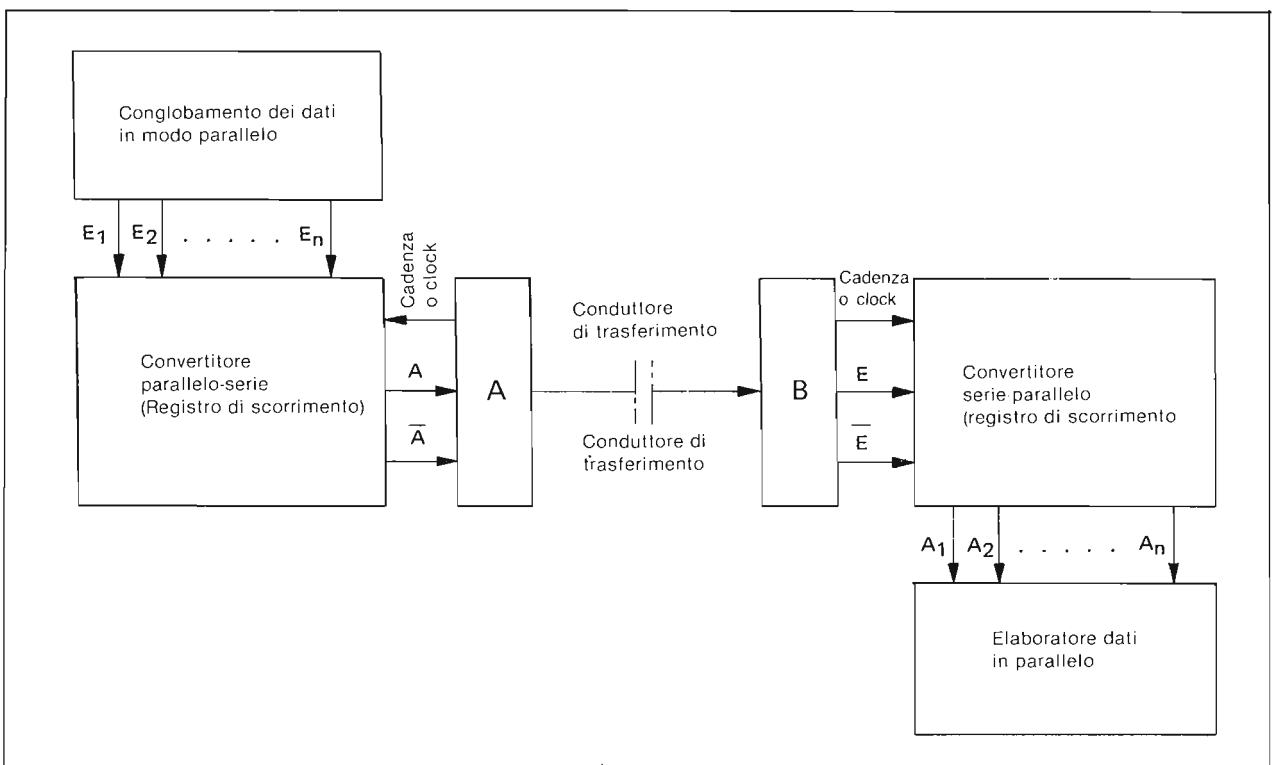 Conglobamento dei dati
in modo parallelo
E1 E2 . . . . . En
Cadenza
o clock
Convertitore
parallelo-serie
(Registro di scorrimento)
A
A̅
A
Conduttore
di trasferimento
Conduttore di
trasferimento
B
Cadenza
o clock
E
E̅
Convertitore
serie-parallelo
(registro di scorrimento
A1 A2 . . . . . An
Elaboratore dati
in parallelo